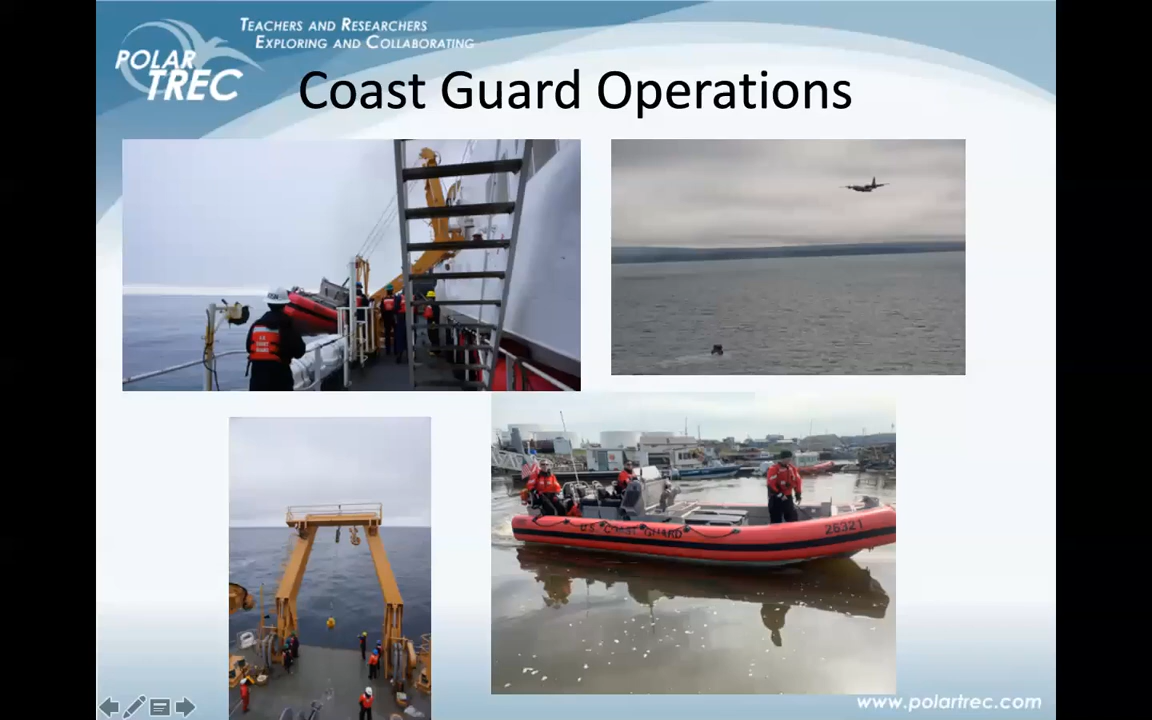 TEACHERS AND RESEARCHERS
EXPLORING AND COLLABORATING
POLAR
TREC
Coast Guard Operations
U.S. COAST GUARD
26321
www.polartrec.com